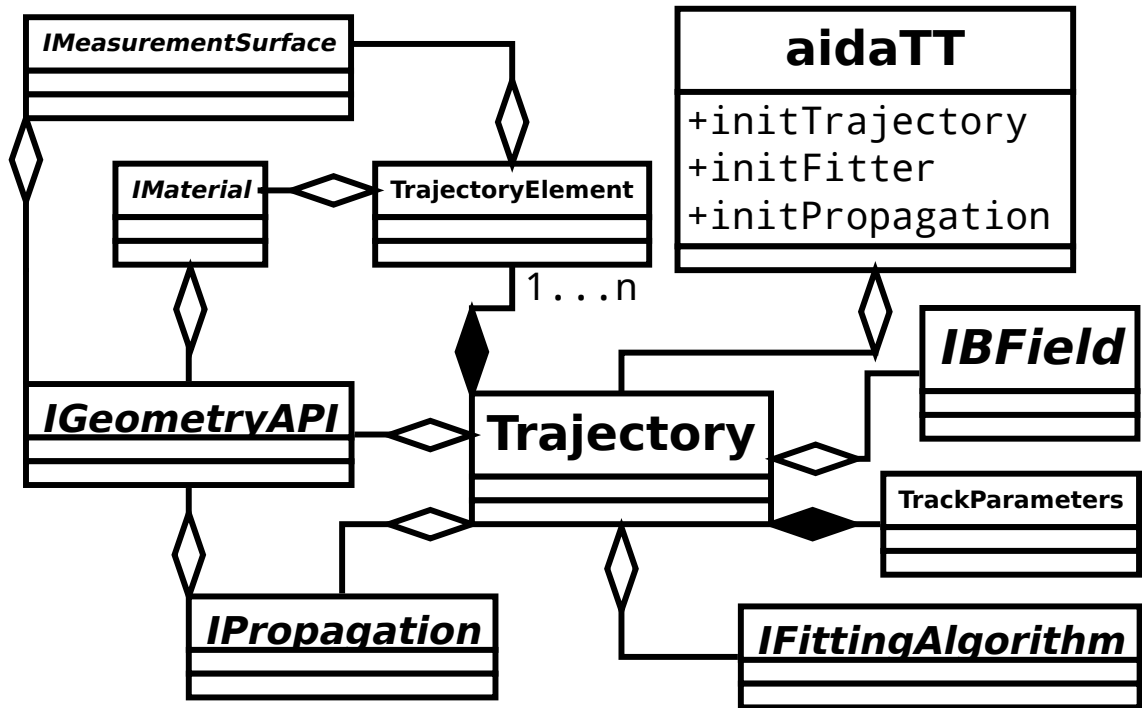 IMeasurementSurface
aidaTT
+initTrajectory
+initFitter
+initPropagation
IMaterial
TrajectoryElement
1...n
IBField
IGeometryAPI
Trajectory
TrackParameters
IPropagation
IFittingAlgorithm